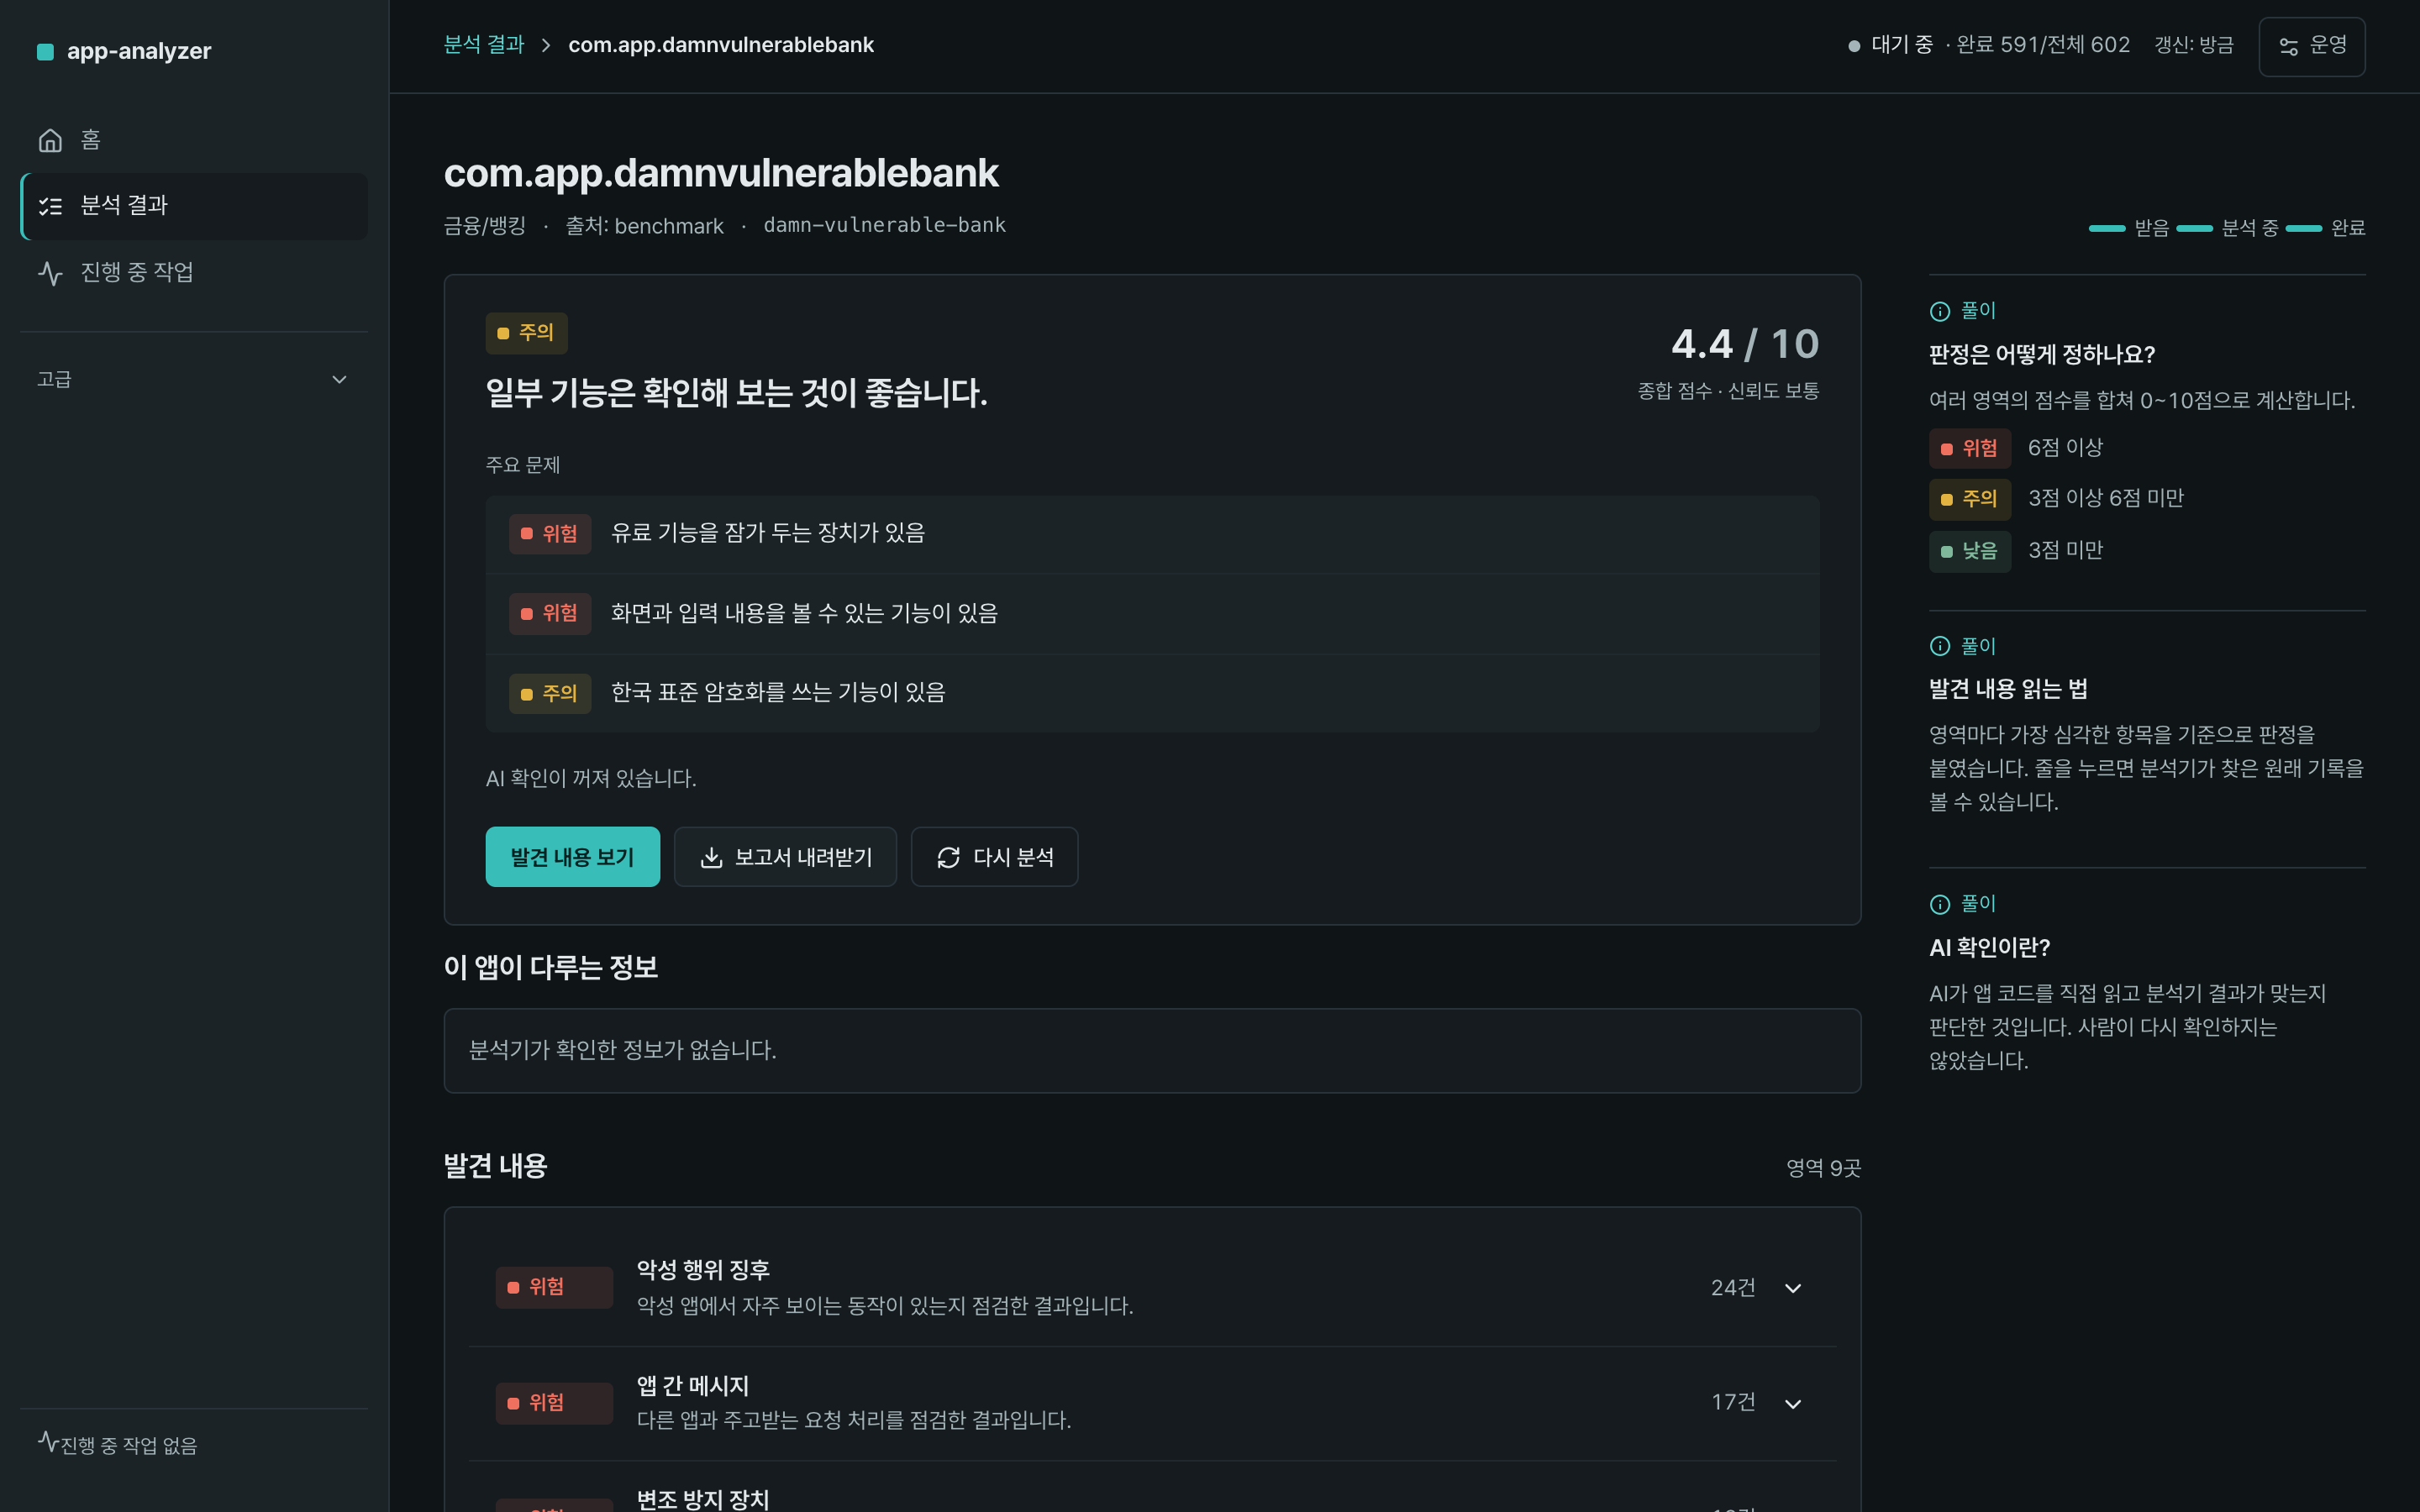 app-analyzer
홈
분석 결과
진행 중 작업
고급
진행 중 작업 없음
분석 결과 > com.app.damnvulnerablebank
대기 중 · 완료 591/전체 602 갱신: 방금 운영
com.app.damnvulnerablebank
금융/뱅킹 · 출처: benchmark · damn-vulnerable-bank
받음 분석 중 완료
주의
일부 기능은 확인해 보는 것이 좋습니다.
4.4 / 10
종합 점수 · 신뢰도 보통
주요 문제
위험 유료 기능을 잠가 두는 장치가 있음
위험 화면과 입력 내용을 볼 수 있는 기능이 있음
주의 한국 표준 암호화를 쓰는 기능이 있음
AI 확인이 꺼져 있습니다.
발견 내용 보기 보고서 내려받기 다시 분석
이 앱이 다루는 정보
분석기가 확인한 정보가 없습니다.
발견 내용
영역 9곳
위험 악성 행위 징후 24건
악성 앱에서 자주 보이는 동작이 있는지 점검한 결과입니다.
위험 앱 간 메시지 17건
다른 앱과 주고받는 요청 처리를 점검한 결과입니다.
변조 방지 장치
풀이
판정은 어떻게 정하나요?
여러 영역의 점수를 합쳐 0~10점으로 계산합니다.
위험 6점 이상
주의 3점 이상 6점 미만
낮음 3점 미만
풀이
발견 내용 읽는 법
영역마다 가장 심각한 항목을 기준으로 판정을
붙였습니다. 줄을 누르면 분석기가 찾은 원래 기록을
볼 수 있습니다.
풀이
AI 확인이란?
AI가 앱 코드를 직접 읽고 분석기 결과가 맞는지
판단한 것입니다. 사람이 다시 확인하지는
않았습니다.